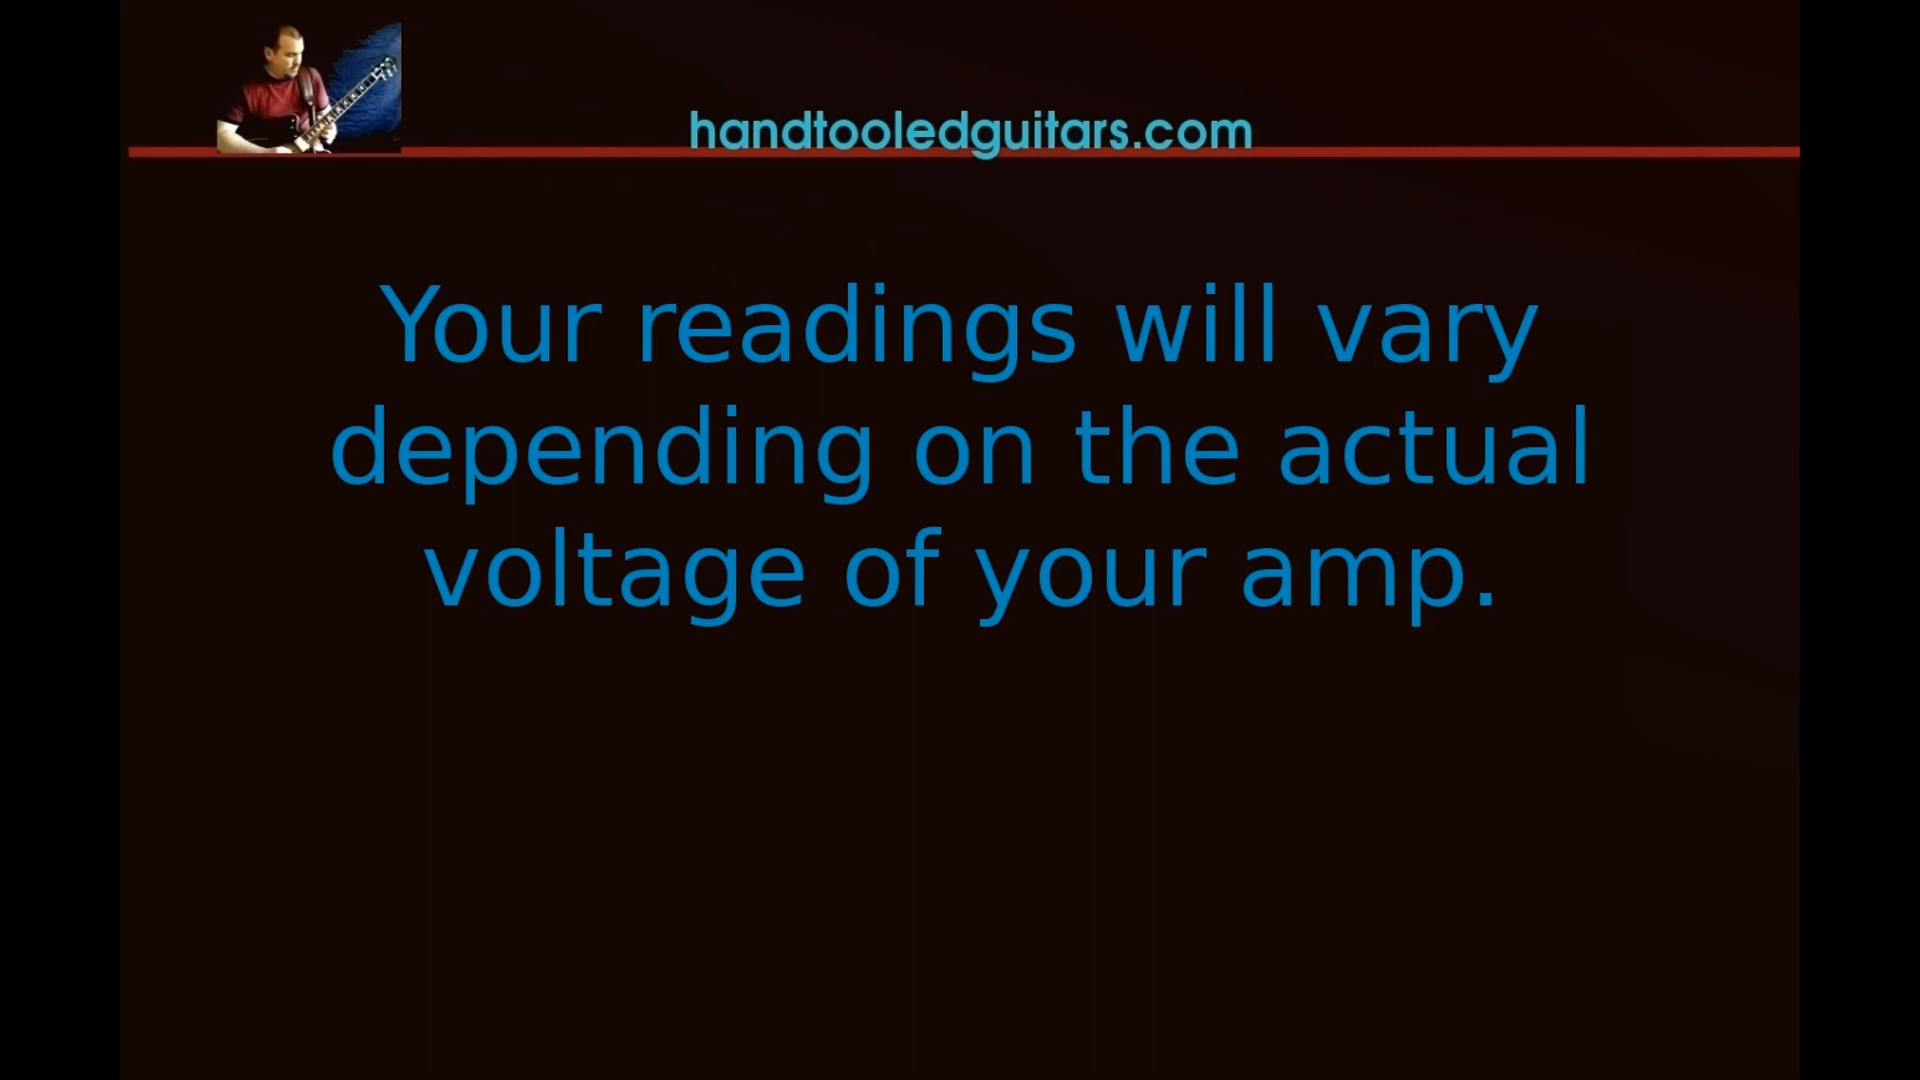 handtooledguitars.com
Your readings will vary
depending on the actual
voltage of your amp.